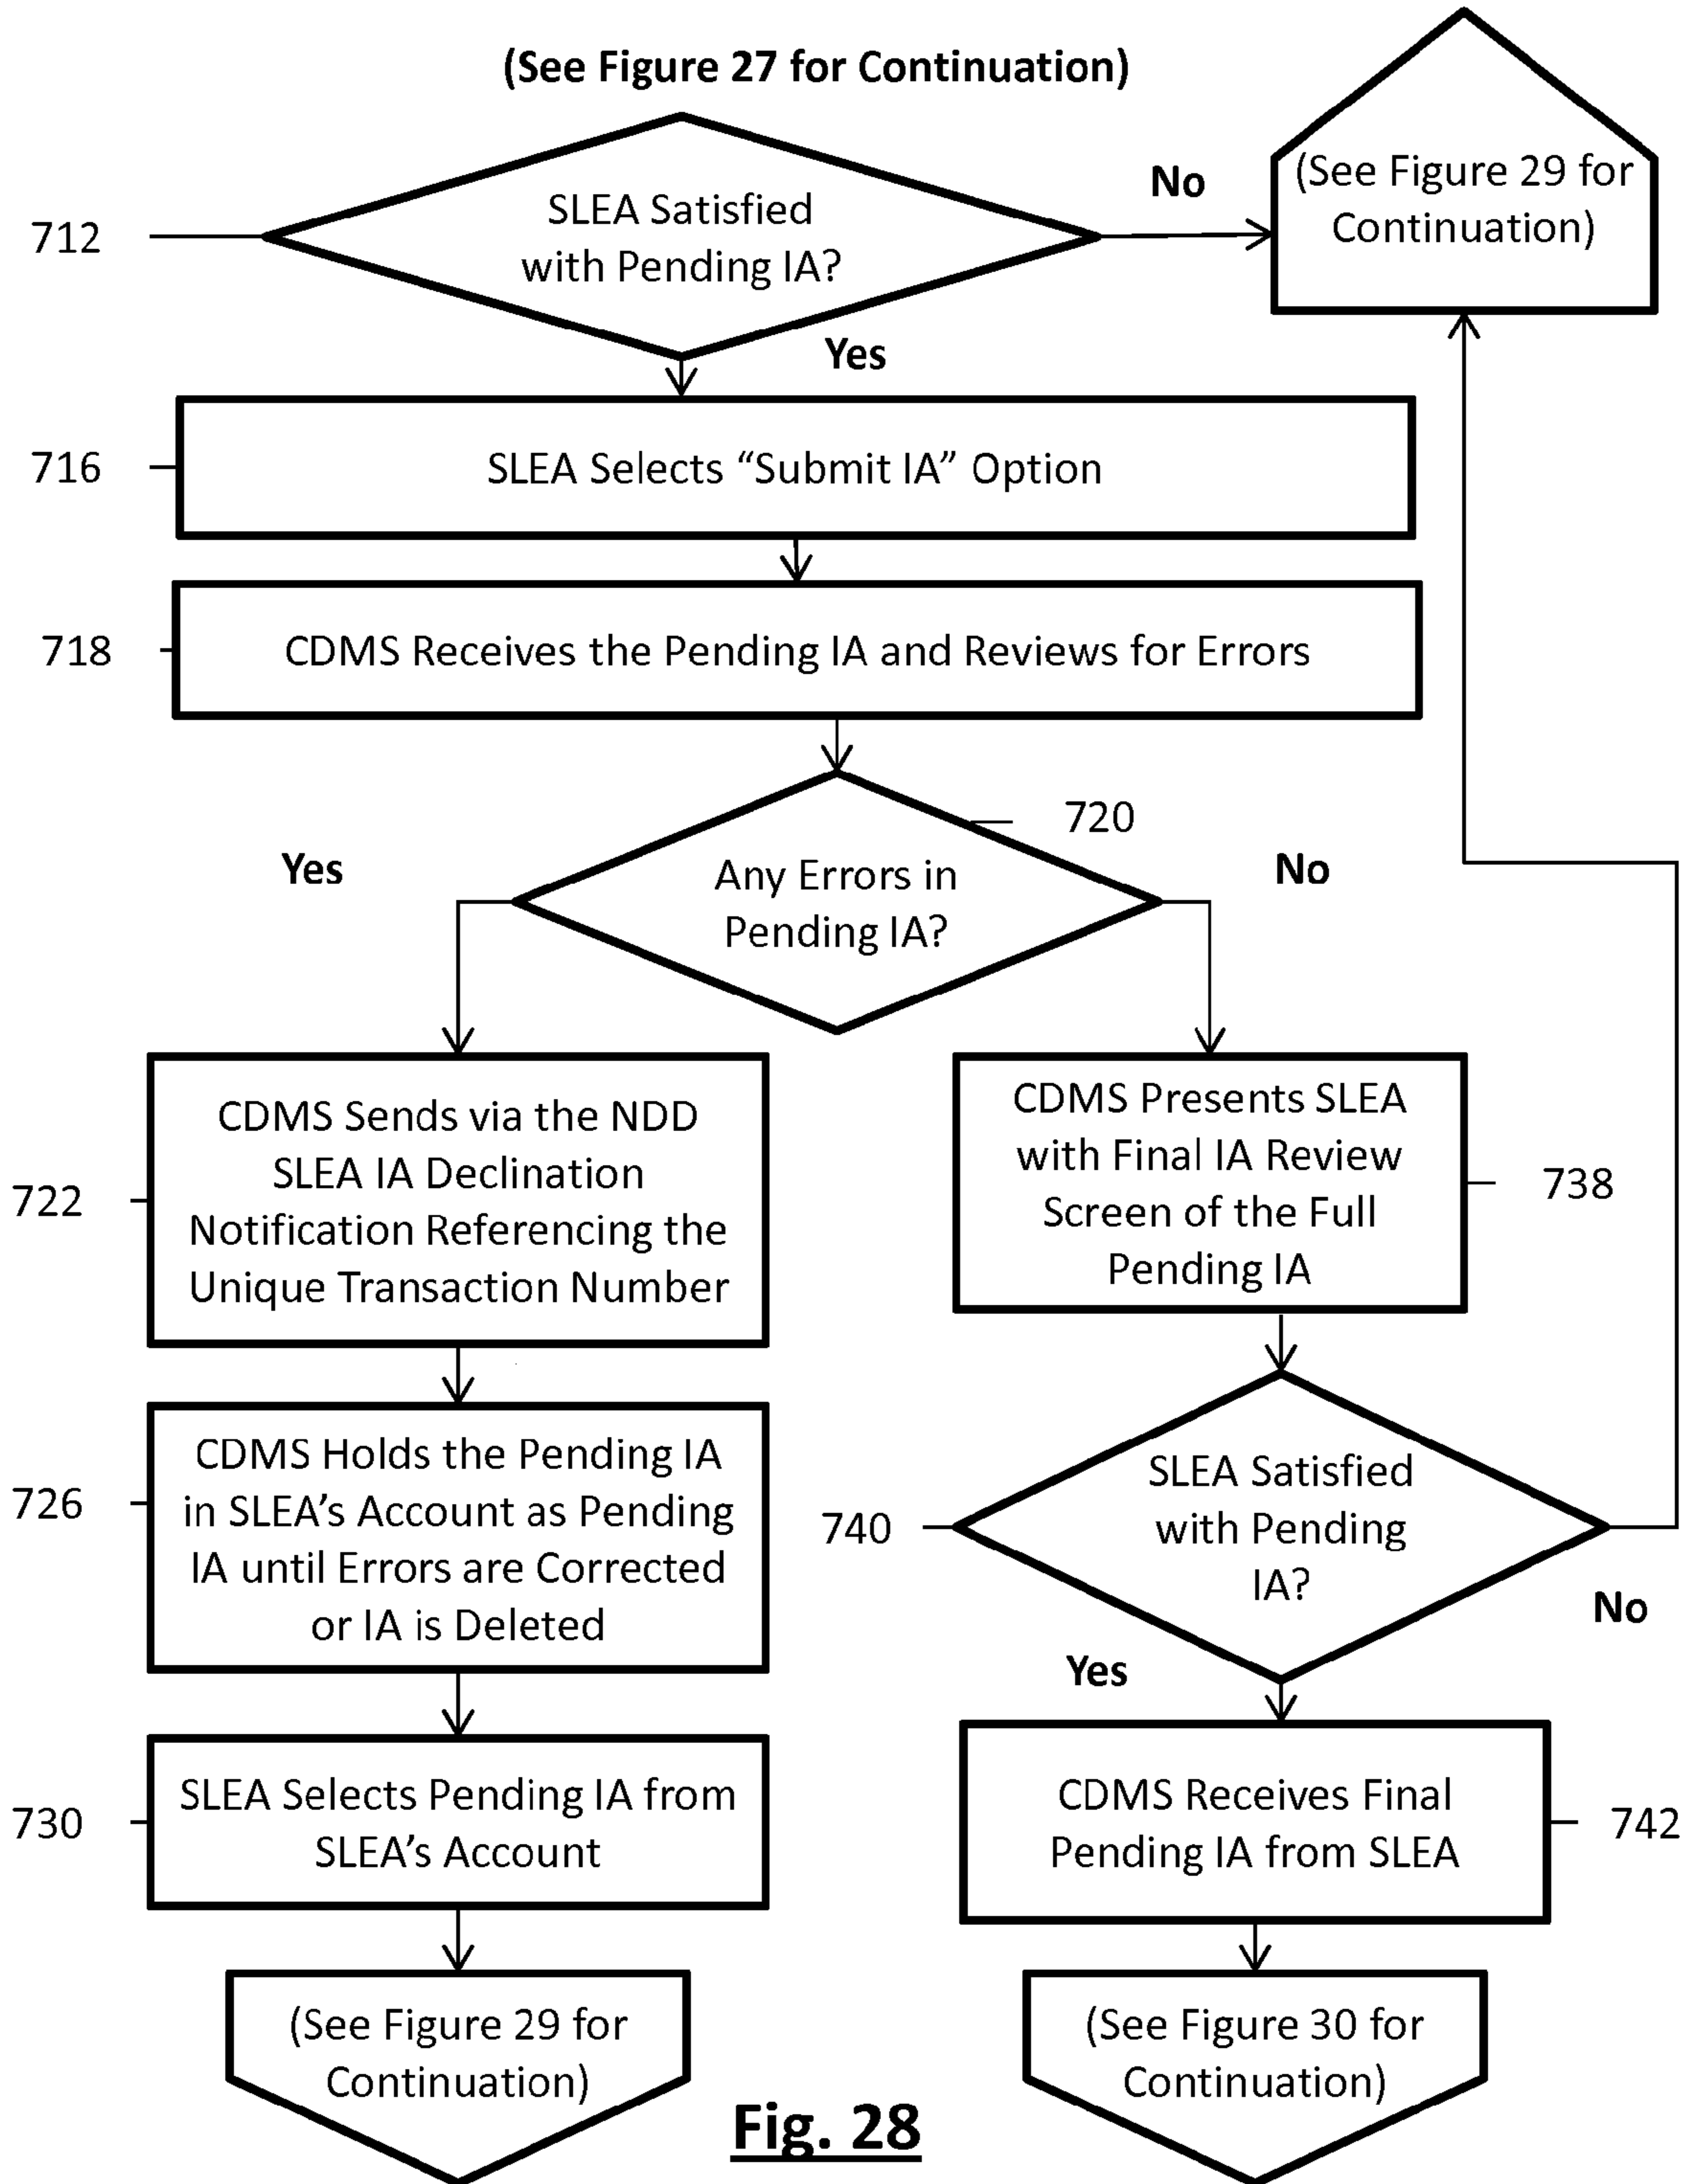 (See Figure 27 for Continuation)
(See Figure 29 for
Continuation)
No
712
SLEA Satisfied
with Pending IA?
Yes
716
SLEA Selects “Submit IA” Option
718
CDMS Receives the Pending IA and Reviews for Errors
720
Yes
Any Errors in
Pending IA?
No
722
CDMS Sends via the NDD
SLEA IA Declination
Notification Referencing the
Unique Transaction Number
CDMS Presents SLEA
with Final IA Review
Screen of the Full
Pending IA
738
726
CDMS Holds the Pending IA
in SLEA’s Account as Pending
IA until Errors are Corrected
or IA is Deleted
740
SLEA Satisfied
with Pending
IA?
No
Yes
730
SLEA Selects Pending IA from
SLEA’s Account
CDMS Receives Final
Pending IA from SLEA
742
(See Figure 29 for
Continuation)
(See Figure 30 for
Continuation)
Fig. 28